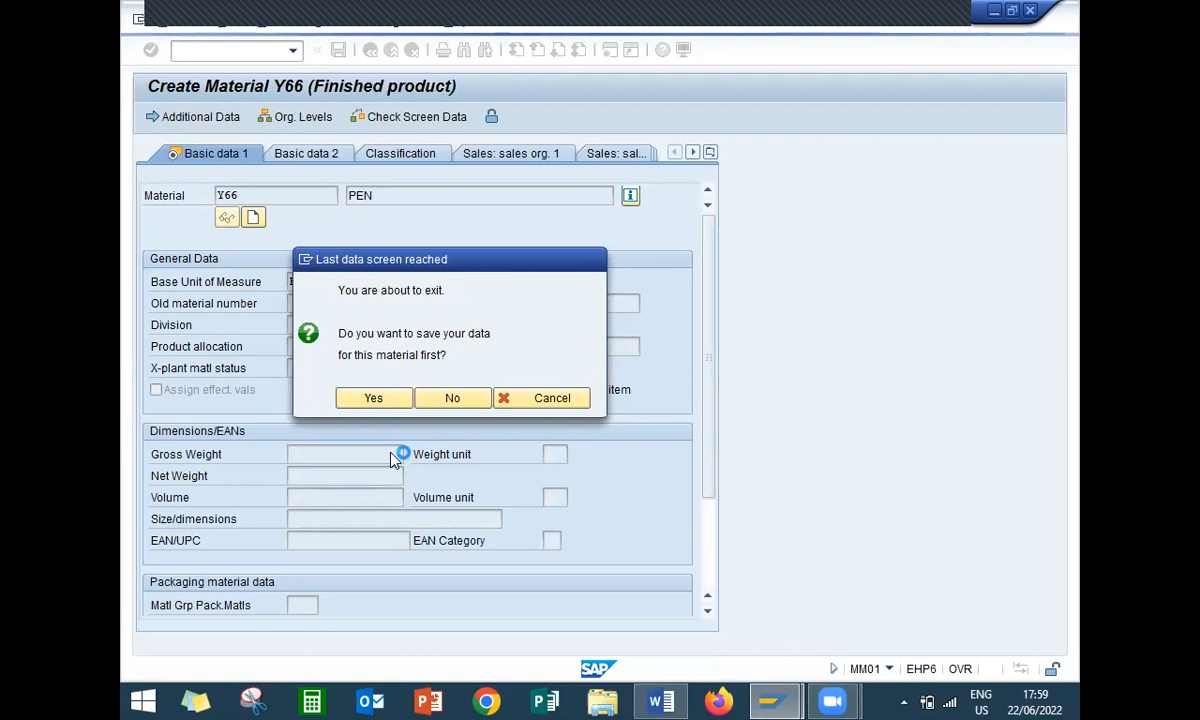 Create Material Y66 (Finished product)
Additional Data Org. Levels Check Screen Data
Basic data 1 Basic data 2 Classification Sales: sales org. 1 Sales: sal...
Material Y66 PEN
General Data
Base Unit of Measure
Old material number
Division
Product allocation
X-plant matl status
Assign effect. vals item
Last data screen reached
You are about to exit.
Do you want to save your data
for this material first?
Yes No Cancel
Dimensions/EANs
Gross Weight Weight unit
Net Weight
Volume Volume unit
Size/dimensions
EAN/UPC EAN Category
Packaging material data
Matl Grp Pack.Matls
SAP
MM01 EHP6 OVR
ENG 17:59
US 22/06/2022